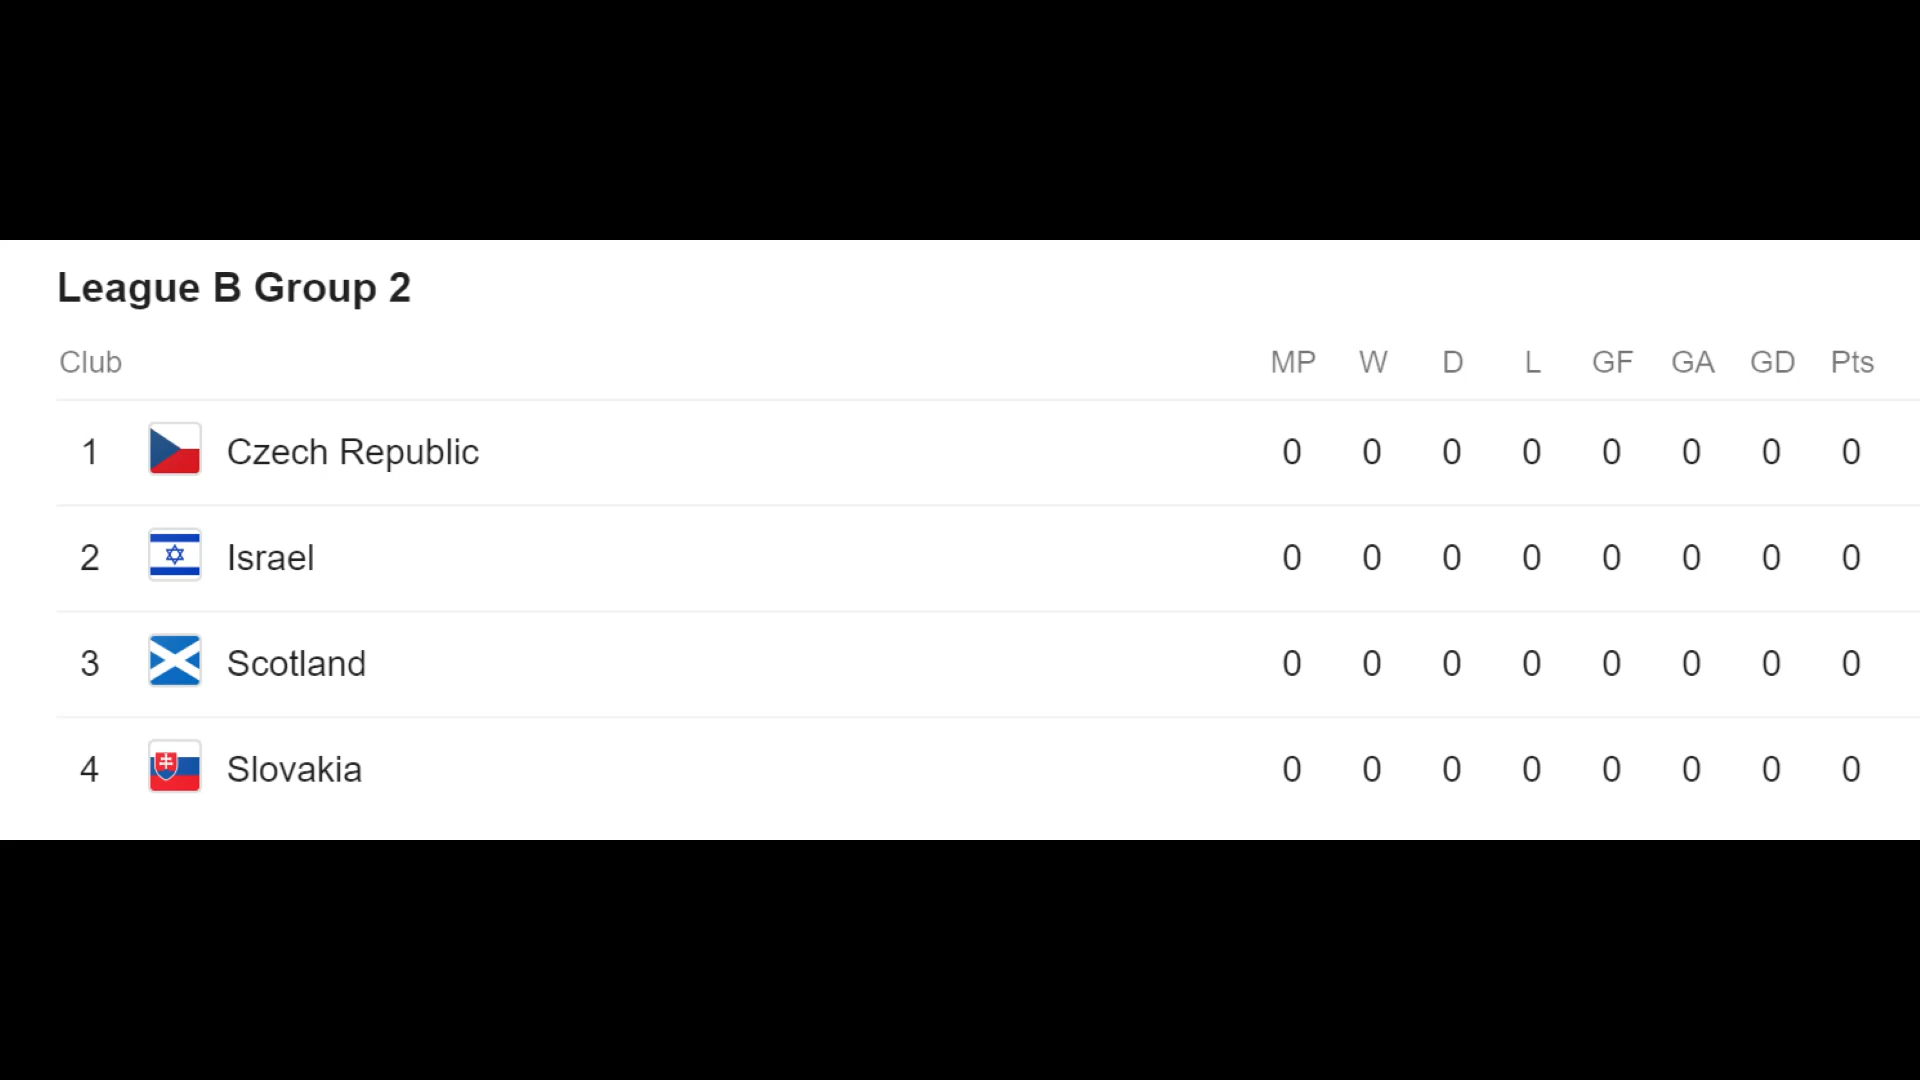 League B Group 2
Club MP W D L GF GA GD Pts
1 Czech Republic 0 0 0 0 0 0 0 0
2 Israel 0 0 0 0 0 0 0 0
3 Scotland 0 0 0 0 0 0 0 0
4 Slovakia 0 0 0 0 0 0 0 0